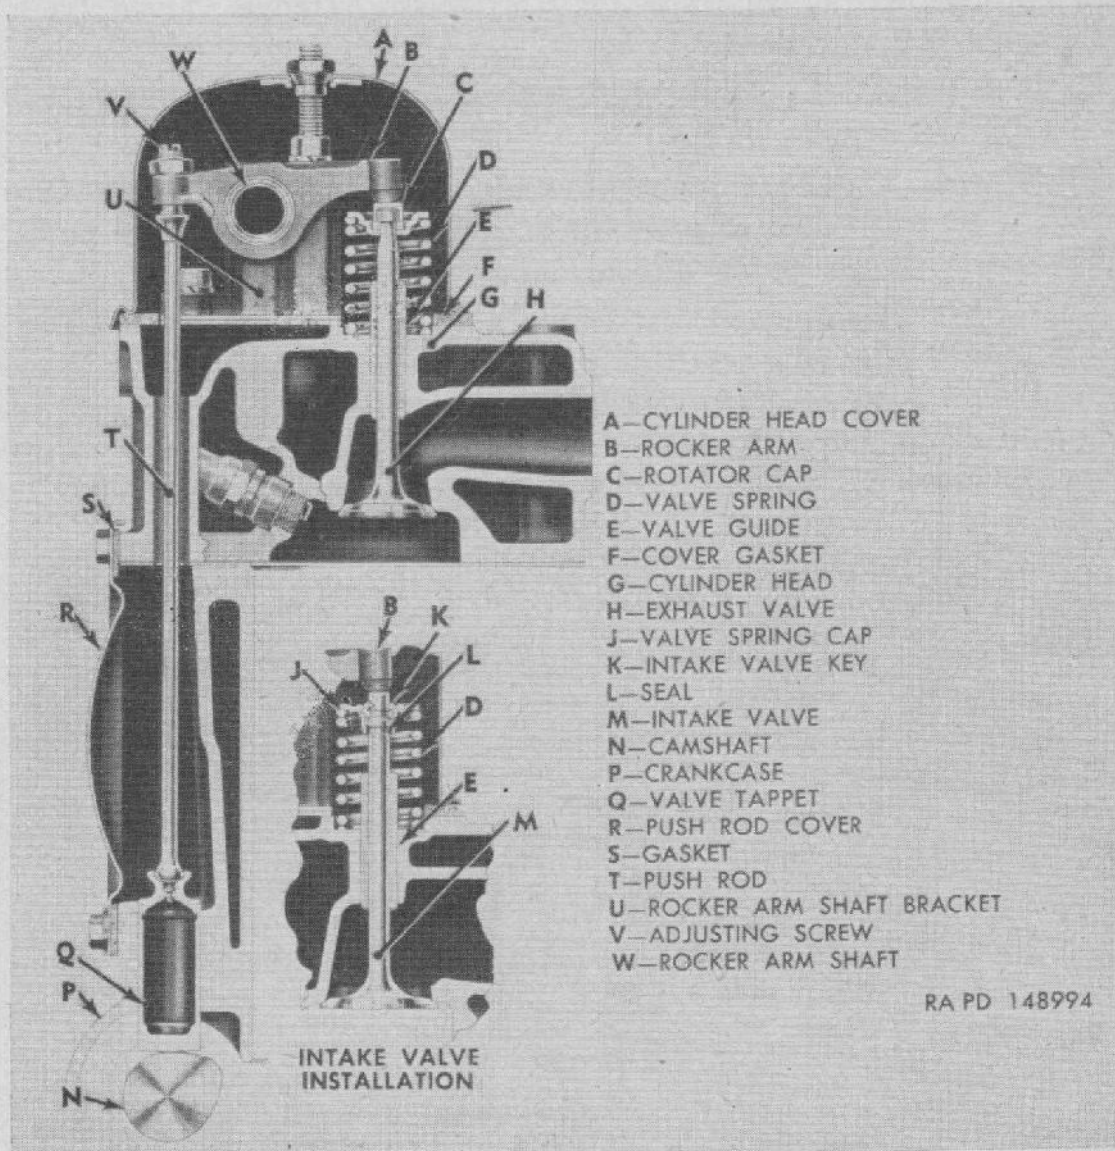 A
B
W
C
V
D
U
E
F
G
H
T
S
R
B
K
J
L
D
E
M
Q
P
N
INTAKE VALVE
INSTALLATION
A—CYLINDER HEAD COVER
B—ROCKER ARM
C—ROTATOR CAP
D—VALVE SPRING
E—VALVE GUIDE
F—COVER GASKET
G—CYLINDER HEAD
H—EXHAUST VALVE
J—VALVE SPRING CAP
K—INTAKE VALVE KEY
L—SEAL
M—INTAKE VALVE
N—CAMSHAFT
P—CRANKCASE
Q—VALVE TAPPET
R—PUSH ROD COVER
S—GASKET
T—PUSH ROD
U—ROCKER ARM SHAFT BRACKET
V—ADJUSTING SCREW
W—ROCKER ARM SHAFT
RA PD 148994